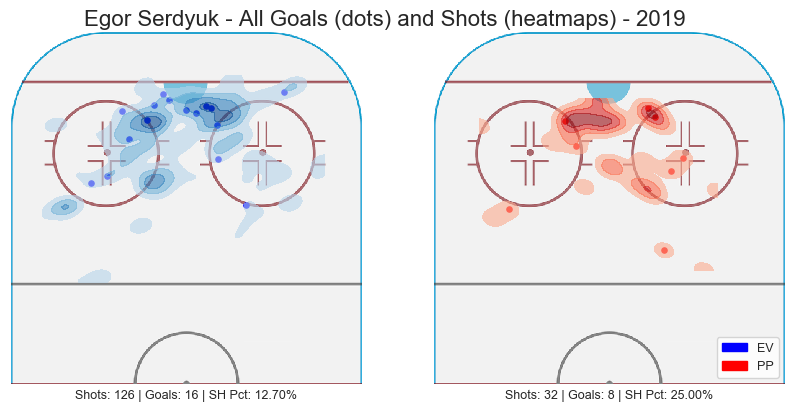 Egor Serdyuk - All Goals (dots) and Shots (heatmaps) - 2019
EV
PP
Shots: 126 | Goals: 16 | SH Pct: 12.70%
Shots: 32 | Goals: 8 | SH Pct: 25.00%